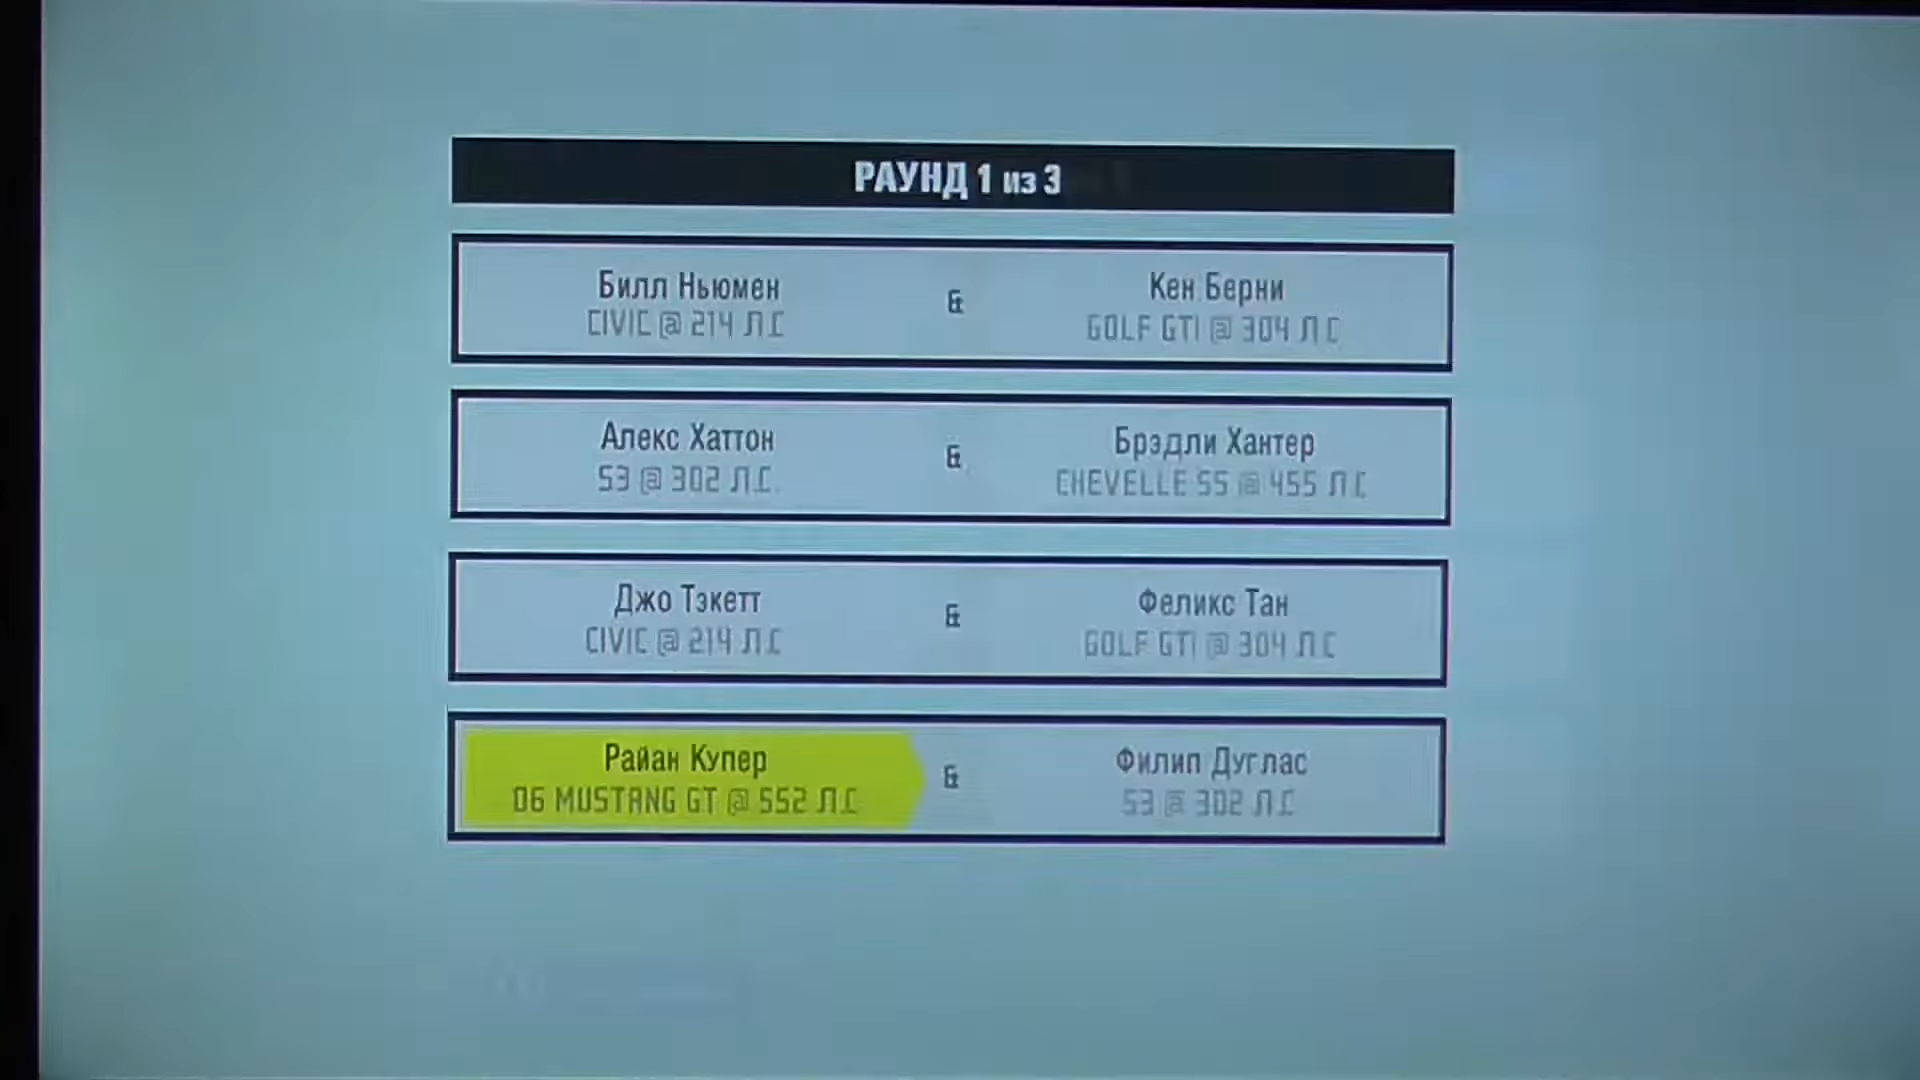 РАУНД 1 из 3
Билл Ньюмен & Кен Берни
CIVIC @ 214 Л.С GOLF GTI @ 304 Л.С
Алекс Хаттон & Брэдли Хантер
S3 @ 302 Л.С. CHEVELLE SS @ 455 Л.С
Джо Тэкетт & Феликс Тан
CIVIC @ 214 Л.С GOLF GTI @ 304 Л.С
Райан Купер & Филип Дуглас
06 MUSTANG GT @ 552 Л.С S3 @ 302 Л.С